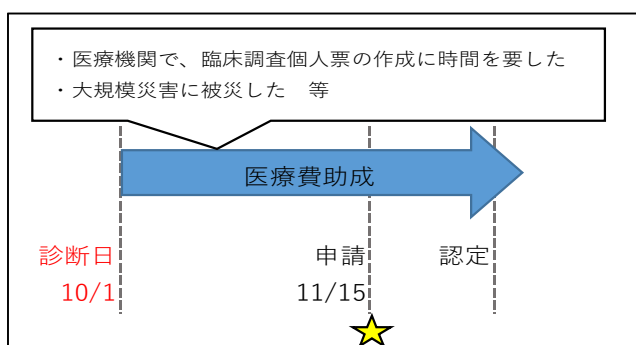 ・医療機関で、臨床調査個人票の作成に時間を要した
・大規模災害に被災した　等
医療費助成
診断日
10/1
申請
11/15
認定